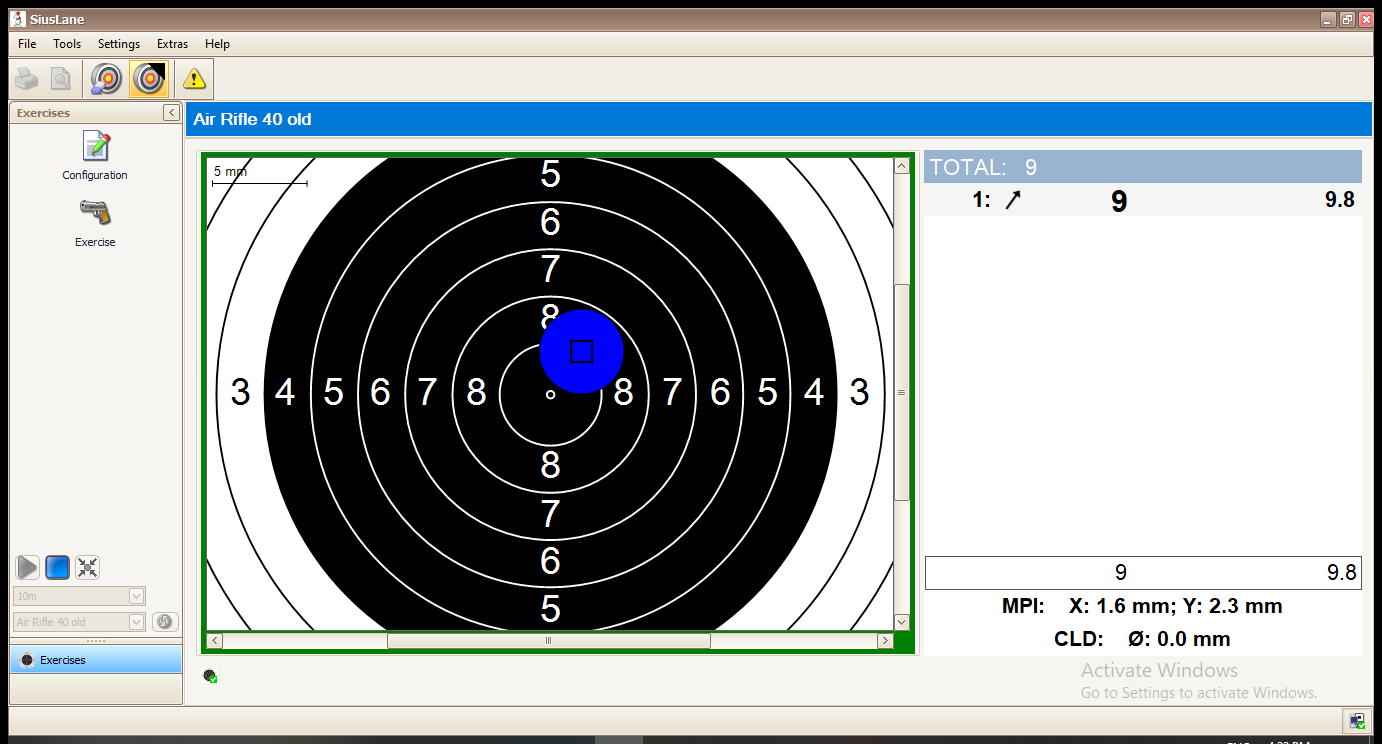 SiusLane
File Tools Settings Extras Help
Exercises
Air Rifle 40 old
Configuration
Exercise
5 mm
5
6
7
8
3 4 5 6 7 8 8 7 6 5 4 3
8
7
6
5
TOTAL: 9
1: 9 9.8
9 9.8
MPI: X: 1.6 mm; Y: 2.3 mm
CLD: Ø: 0.0 mm
10m
Air Rifle 40 old
Exercises
Activate Windows
Go to Settings to activate Windows.